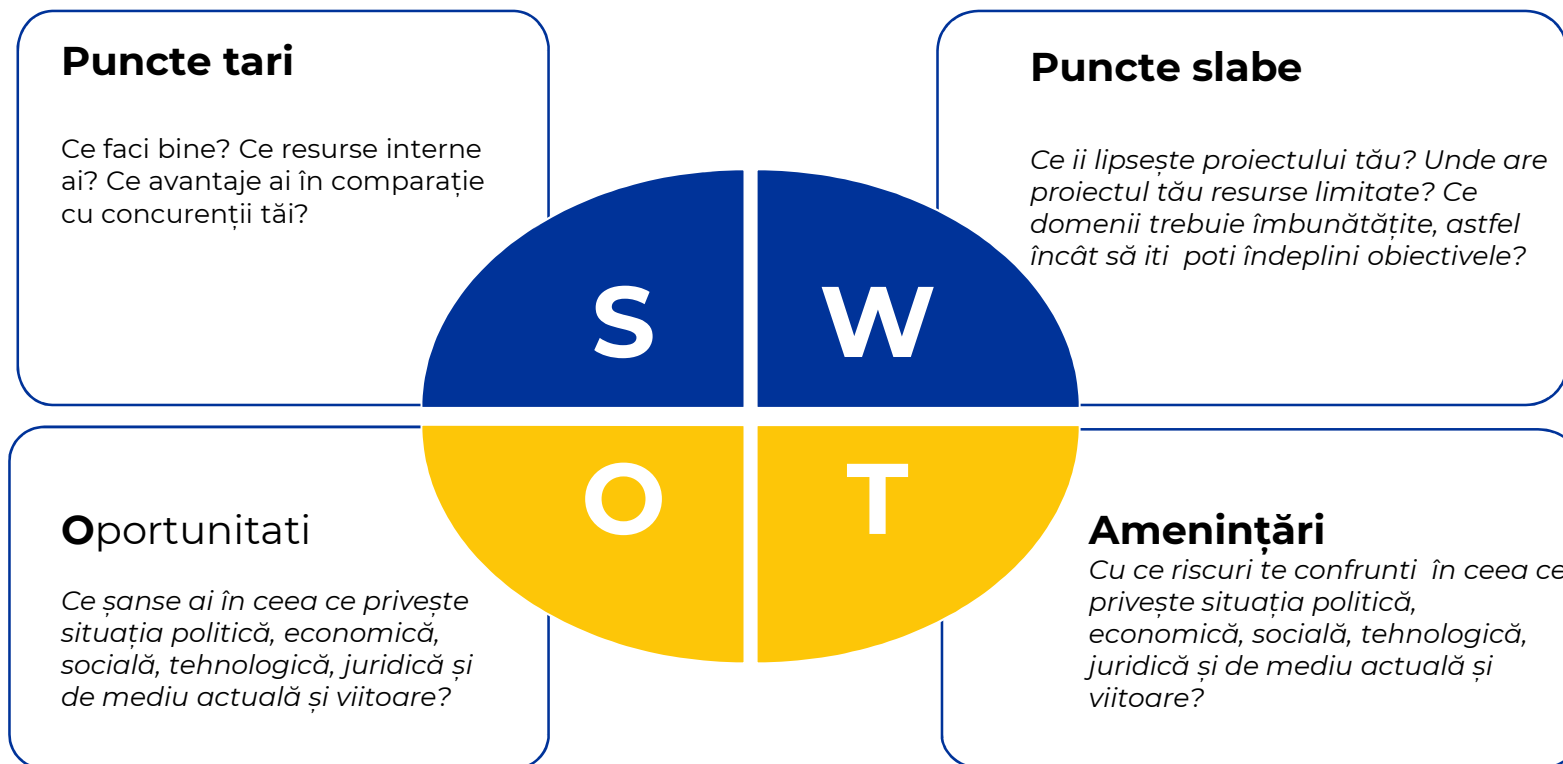 Puncte tari
Ce faci bine? Ce resurse interne
ai? Ce avantaje ai în comparație
cu concurenții tăi?
Puncte slabe
Ce ii lipsește proiectului tău? Unde are
proiectul tău resurse limitate? Ce
domenii trebuie îmbunătățite, astfel
încât să iti  poti îndeplini obiectivele?
S
W
O
T
Oportunitati
Ce șanse ai în ceea ce privește
situația politică, economică,
socială, tehnologică, juridică și
de mediu actuală și viitoare?
Amenințări
Cu ce riscuri te confrunti  în ceea ce
privește situația politică,
economică, socială, tehnologică,
juridică și de mediu actuală și
viitoare?